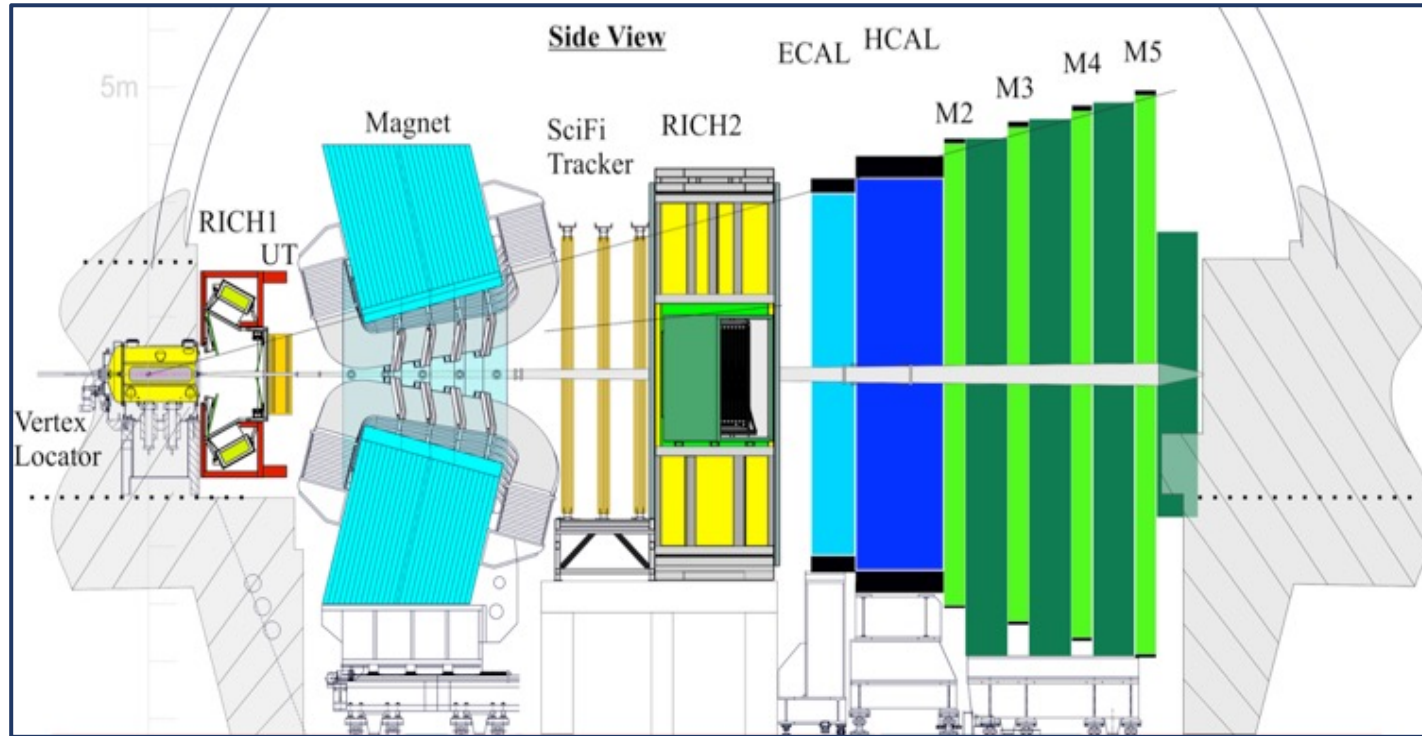 Side View
ECAL
HCAL
M5
M4
M3
M2
5m
Magnet
SciFi
Tracker
RICH2
RICH1
UT
Vertex
Locator